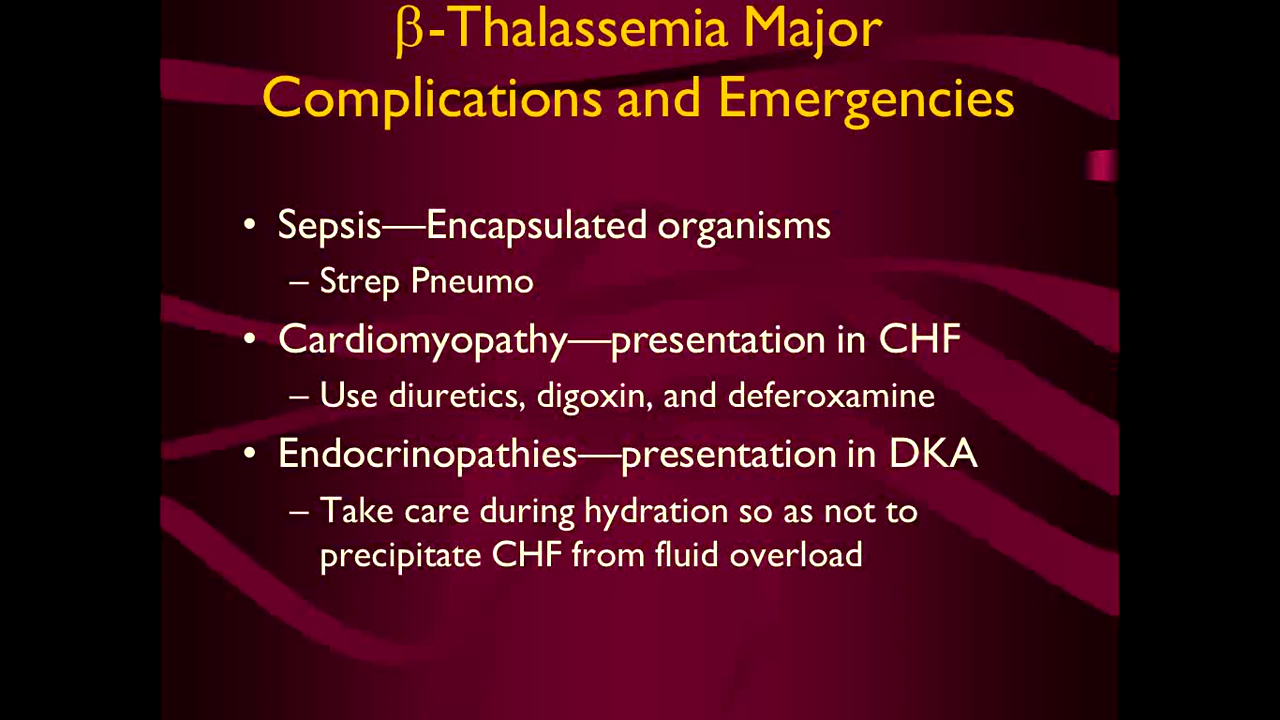 β-Thalassemia Major
Complications and Emergencies
• Sepsis—Encapsulated organisms
– Strep Pneumo
• Cardiomyopathy—presentation in CHF
– Use diuretics, digoxin, and deferoxamine
• Endocrinopathies—presentation in DKA
– Take care during hydration so as not to
precipitate CHF from fluid overload